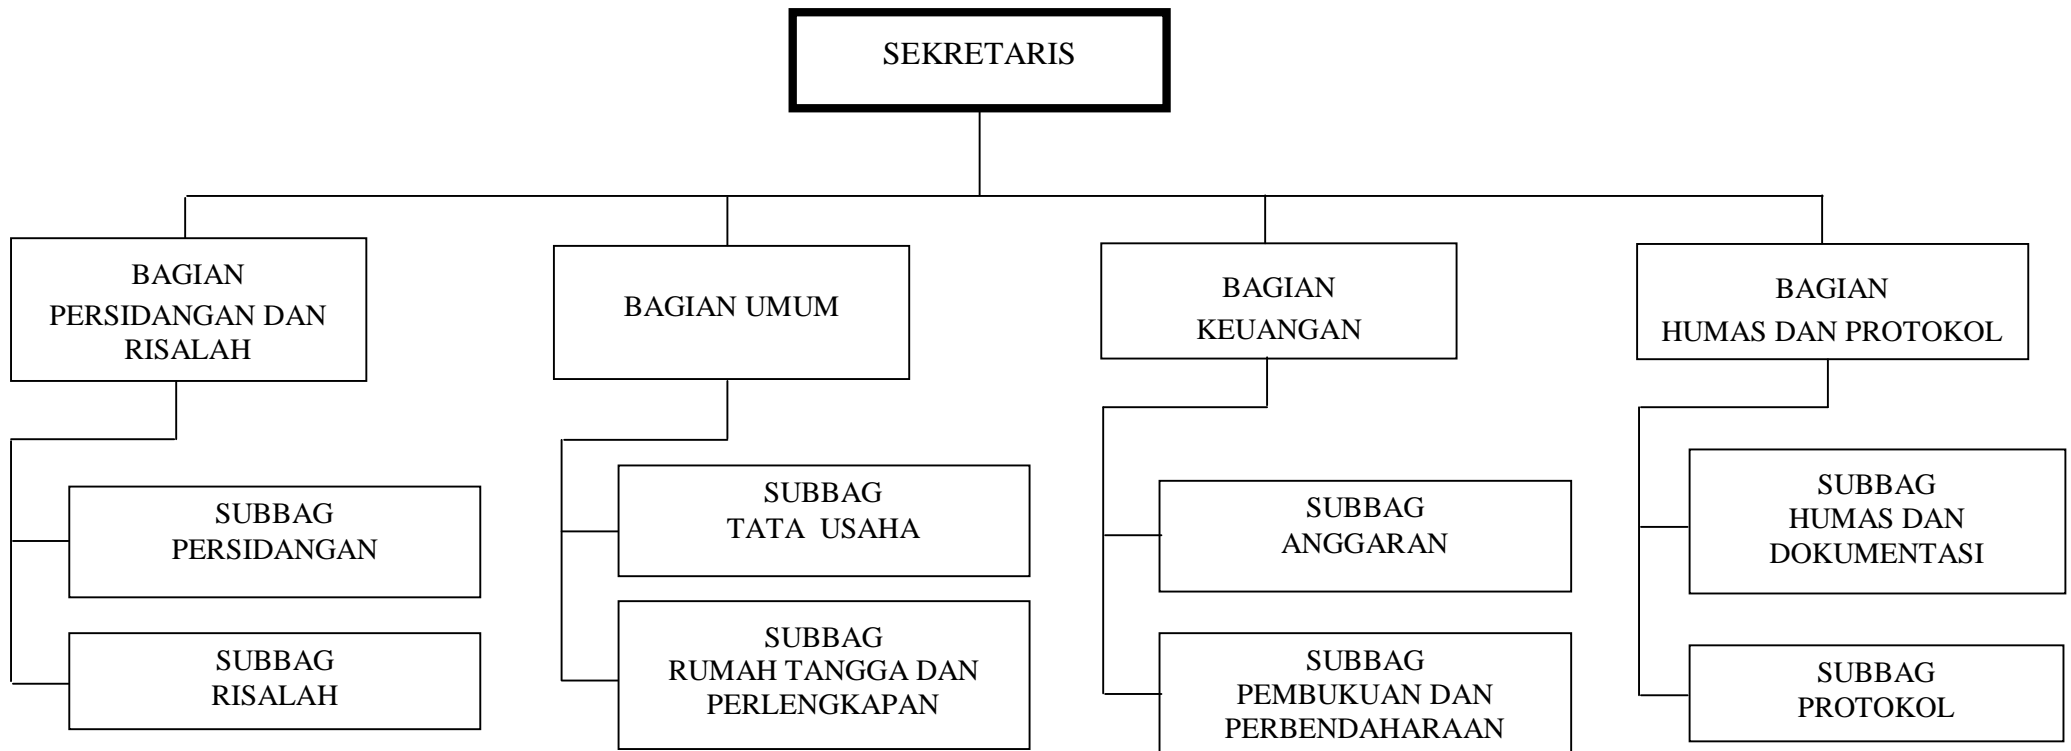 SEKRETARIS
BAGIAN
PERSIDANGAN DAN
RISALAH
BAGIAN UMUM
BAGIAN
KEUANGAN
BAGIAN
HUMAS DAN PROTOKOL
SUBBAG
PERSIDANGAN
SUBBAG
RISALAH
SUBBAG
TATA USAHA
SUBBAG
RUMAH TANGGA DAN
PERLENGKAPAN
SUBBAG
ANGGARAN
SUBBAG
PEMBUKUAN DAN
PERBENDAHARAAN
SUBBAG
HUMAS DAN
DOKUMENTASI
SUBBAG
PROTOKOL